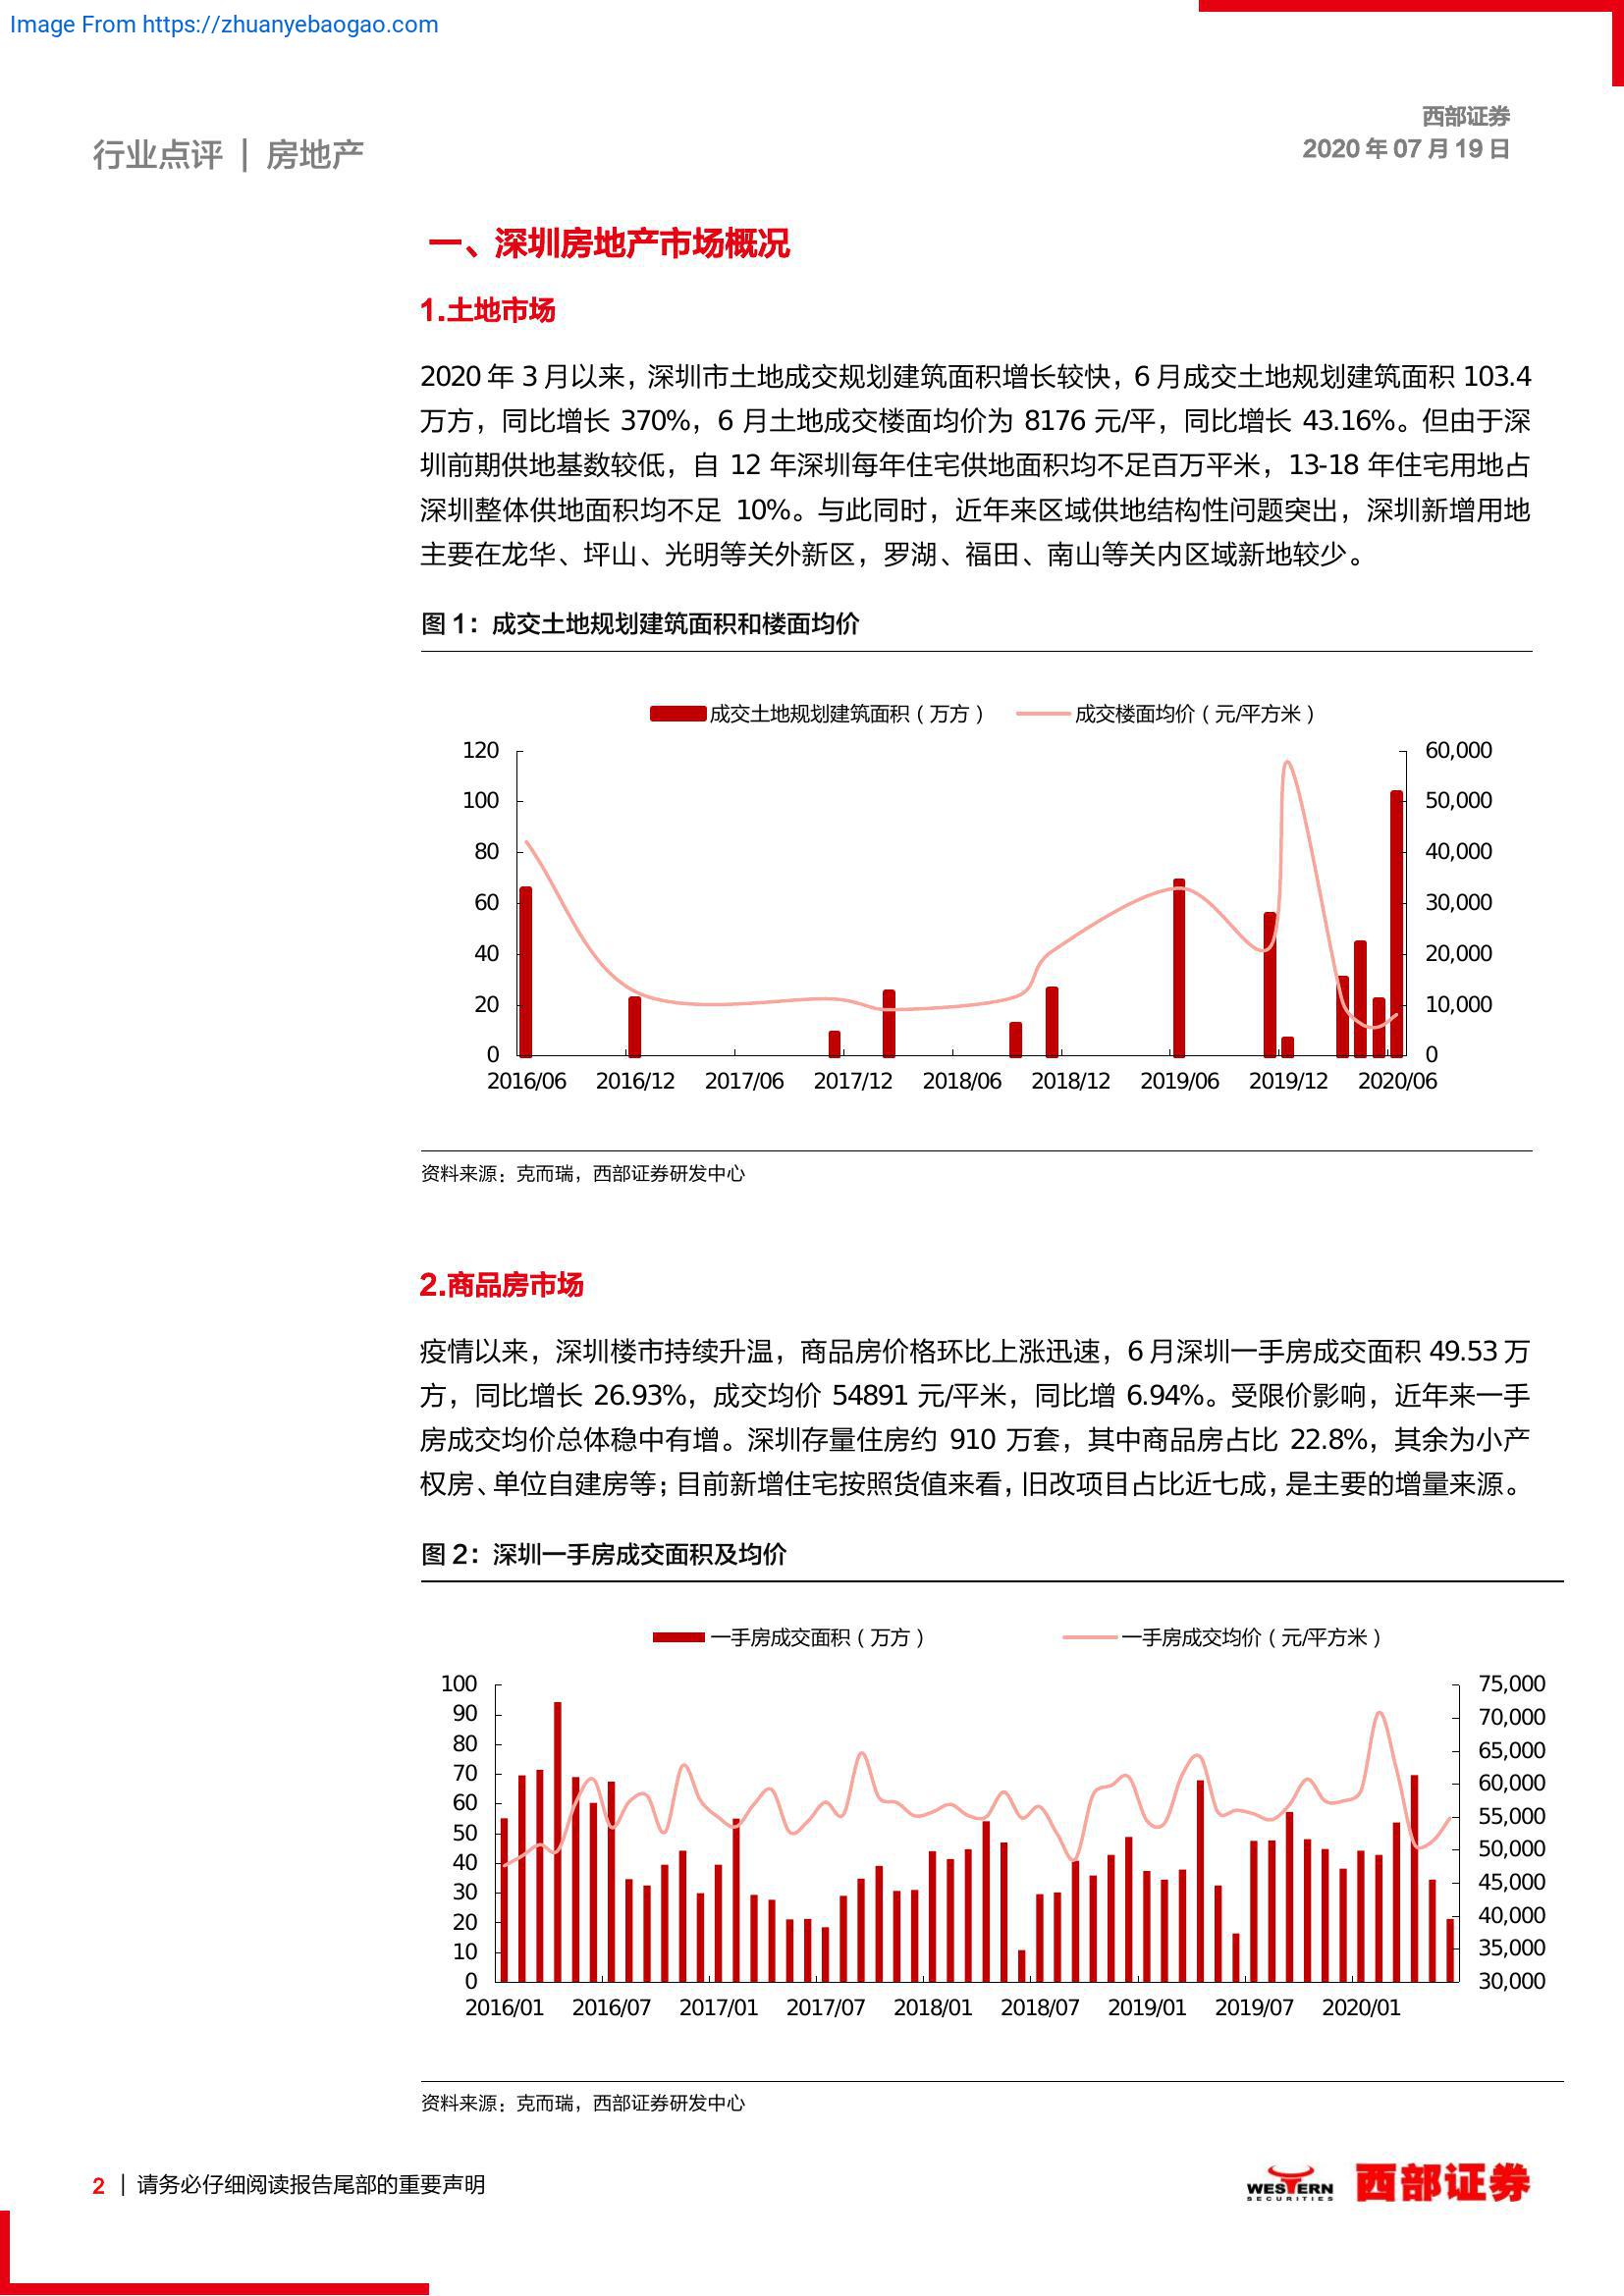 Image From https://zhuanyebaogao.com
西部证券
行业点评 | 房地产
2020 年 07 月 19 日
一、深圳房地产市场概况
1.土地市场
2020 年 3 月以来，深圳市土地成交规划建筑面积增长较快，6 月成交土地规划建筑面积 103.4
万方，同比增长 370%，6 月土地成交楼面均价为 8176 元/平，同比增长 43.16%。但由于深
圳前期供地基数较低，自 12 年深圳每年住宅供地面积均不足百万平米，13-18 年住宅用地占
深圳整体供地面积均不足 10%。与此同时，近年来区域供地结构性问题突出，深圳新增用地
主要在龙华、坪山、光明等关外新区，罗湖、福田、南山等关内区域新地较少。
图 1：成交土地规划建筑面积和楼面均价
成交土地规划建筑面积（万方） 成交楼面均价（元/平方米）
120 60,000
100 50,000
80 40,000
60 30,000
40 20,000
20 10,000
0 0
2016/06 2016/12 2017/06 2017/12 2018/06 2018/12 2019/06 2019/12 2020/06
资料来源：克而瑞，西部证券研发中心
2.商品房市场
疫情以来，深圳楼市持续升温，商品房价格环比上涨迅速，6 月深圳一手房成交面积 49.53 万
方，同比增长 26.93%，成交均价 54891 元/平米，同比增 6.94%。受限价影响，近年来一手
房成交均价总体稳中有增。深圳存量住房约 910 万套，其中商品房占比 22.8%，其余为小产
权房、单位自建房等；目前新增住宅按照货值来看，旧改项目占比近七成，是主要的增量来源。
图 2：深圳一手房成交面积及均价
一手房成交面积（万方） 一手房成交均价（元/平方米）
100 75,000
90 70,000
80 65,000
70 60,000
60 55,000
50 50,000
40 45,000
30 40,000
20 35,000
10 30,000
0
2016/01 2016/07 2017/01 2017/07 2018/01 2018/07 2019/01 2019/07 2020/01
资料来源：克而瑞，西部证券研发中心
2 | 请务必仔细阅读报告尾部的重要声明
WESTERN
SECURITIES
西部证券